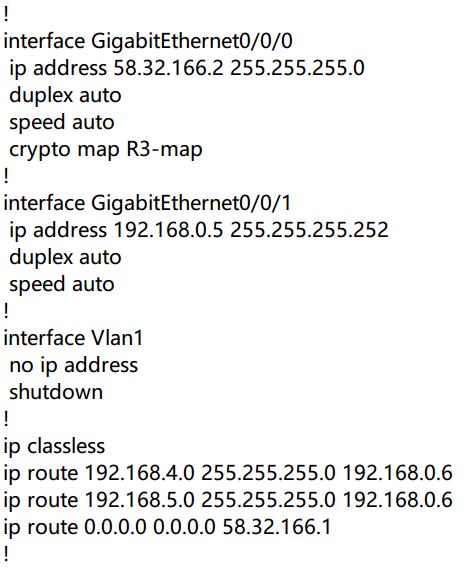 !
interface GigabitEthernet0/0/0
 ip address 58.32.166.2 255.255.255.0
 duplex auto
 speed auto
 crypto map R3-map
!
interface GigabitEthernet0/0/1
 ip address 192.168.0.5 255.255.255.252
 duplex auto
 speed auto
!
interface Vlan1
 no ip address
 shutdown
!
ip classless
ip route 192.168.4.0 255.255.255.0 192.168.0.6
ip route 192.168.5.0 255.255.255.0 192.168.0.6
ip route 0.0.0.0 0.0.0.0 58.32.166.1
!